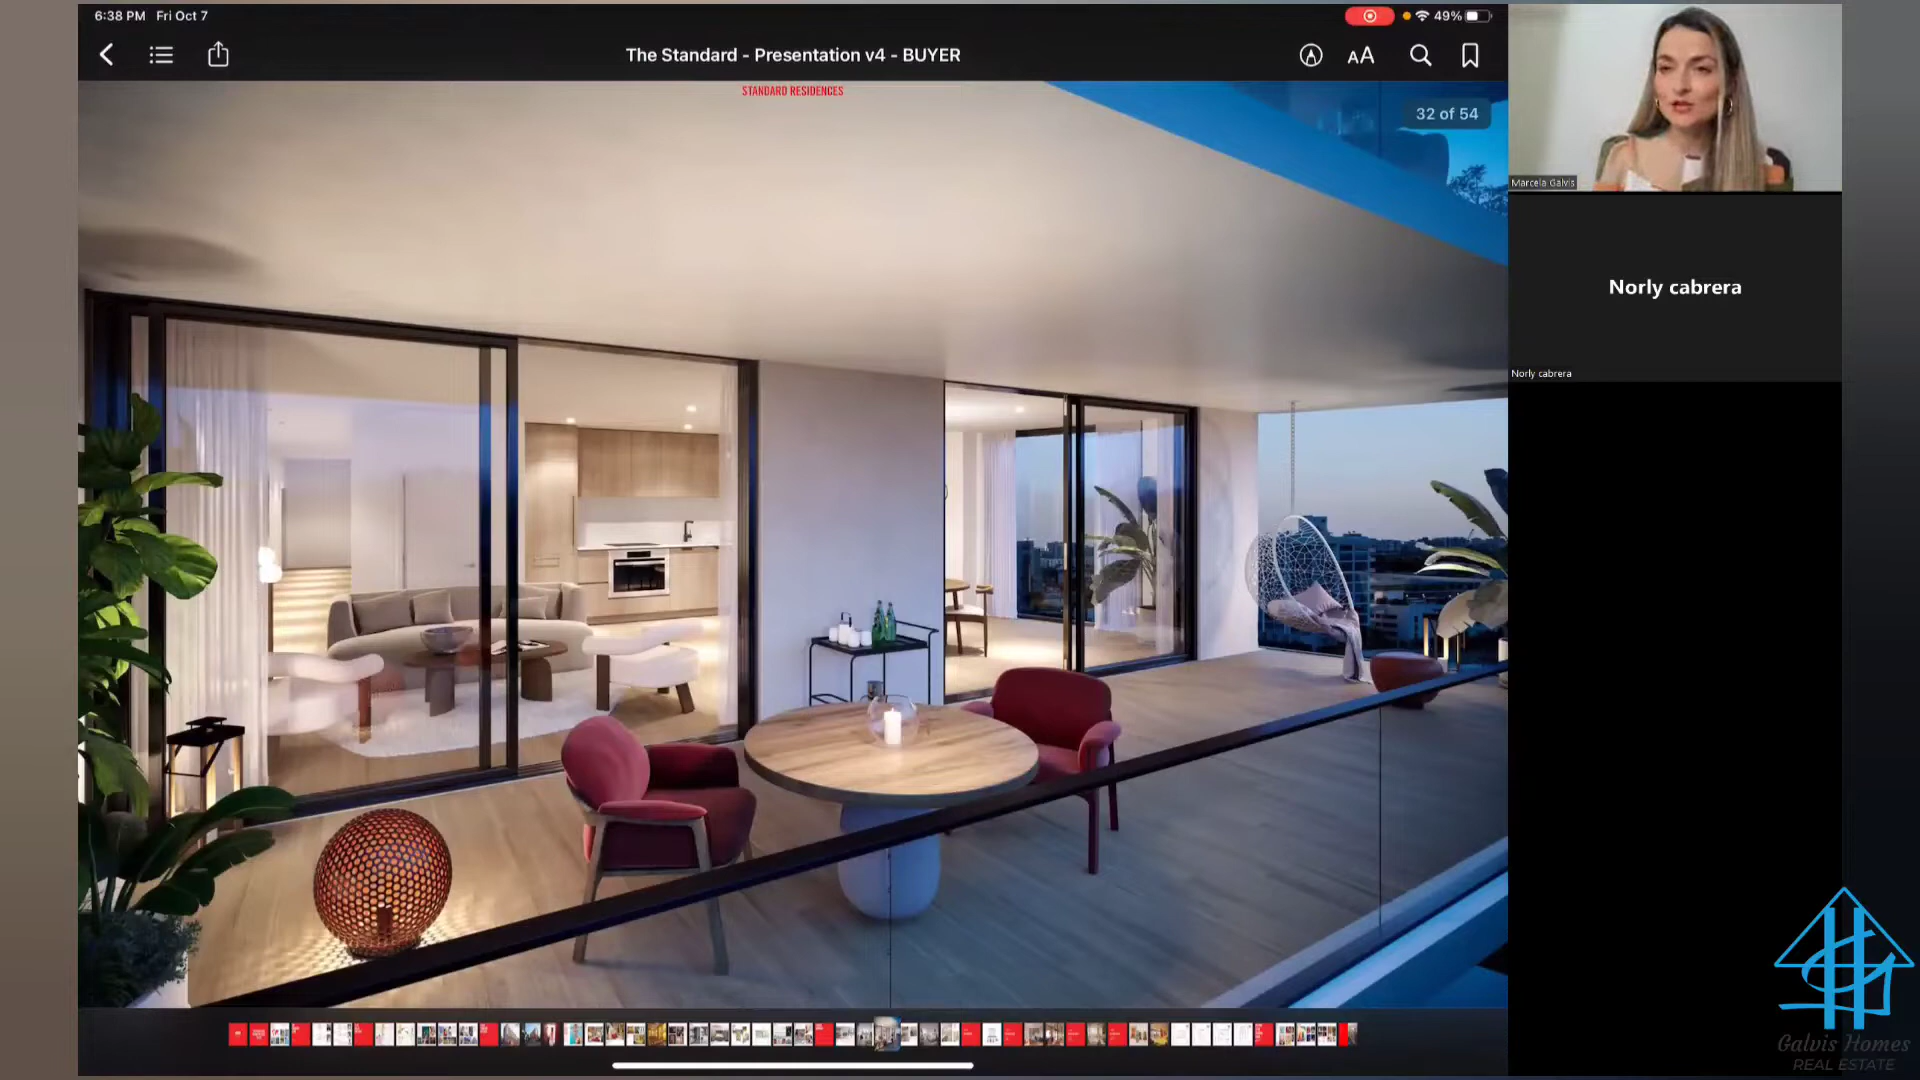 6:38 PM Fri Oct 7
49%
The Standard - Presentation v4 - BUYER
AA
STANDARD RESIDENCES
32 of 54
Marcela Galvis
Norly cabrera
Norly cabrera
Galvis Homes
REAL ESTATE